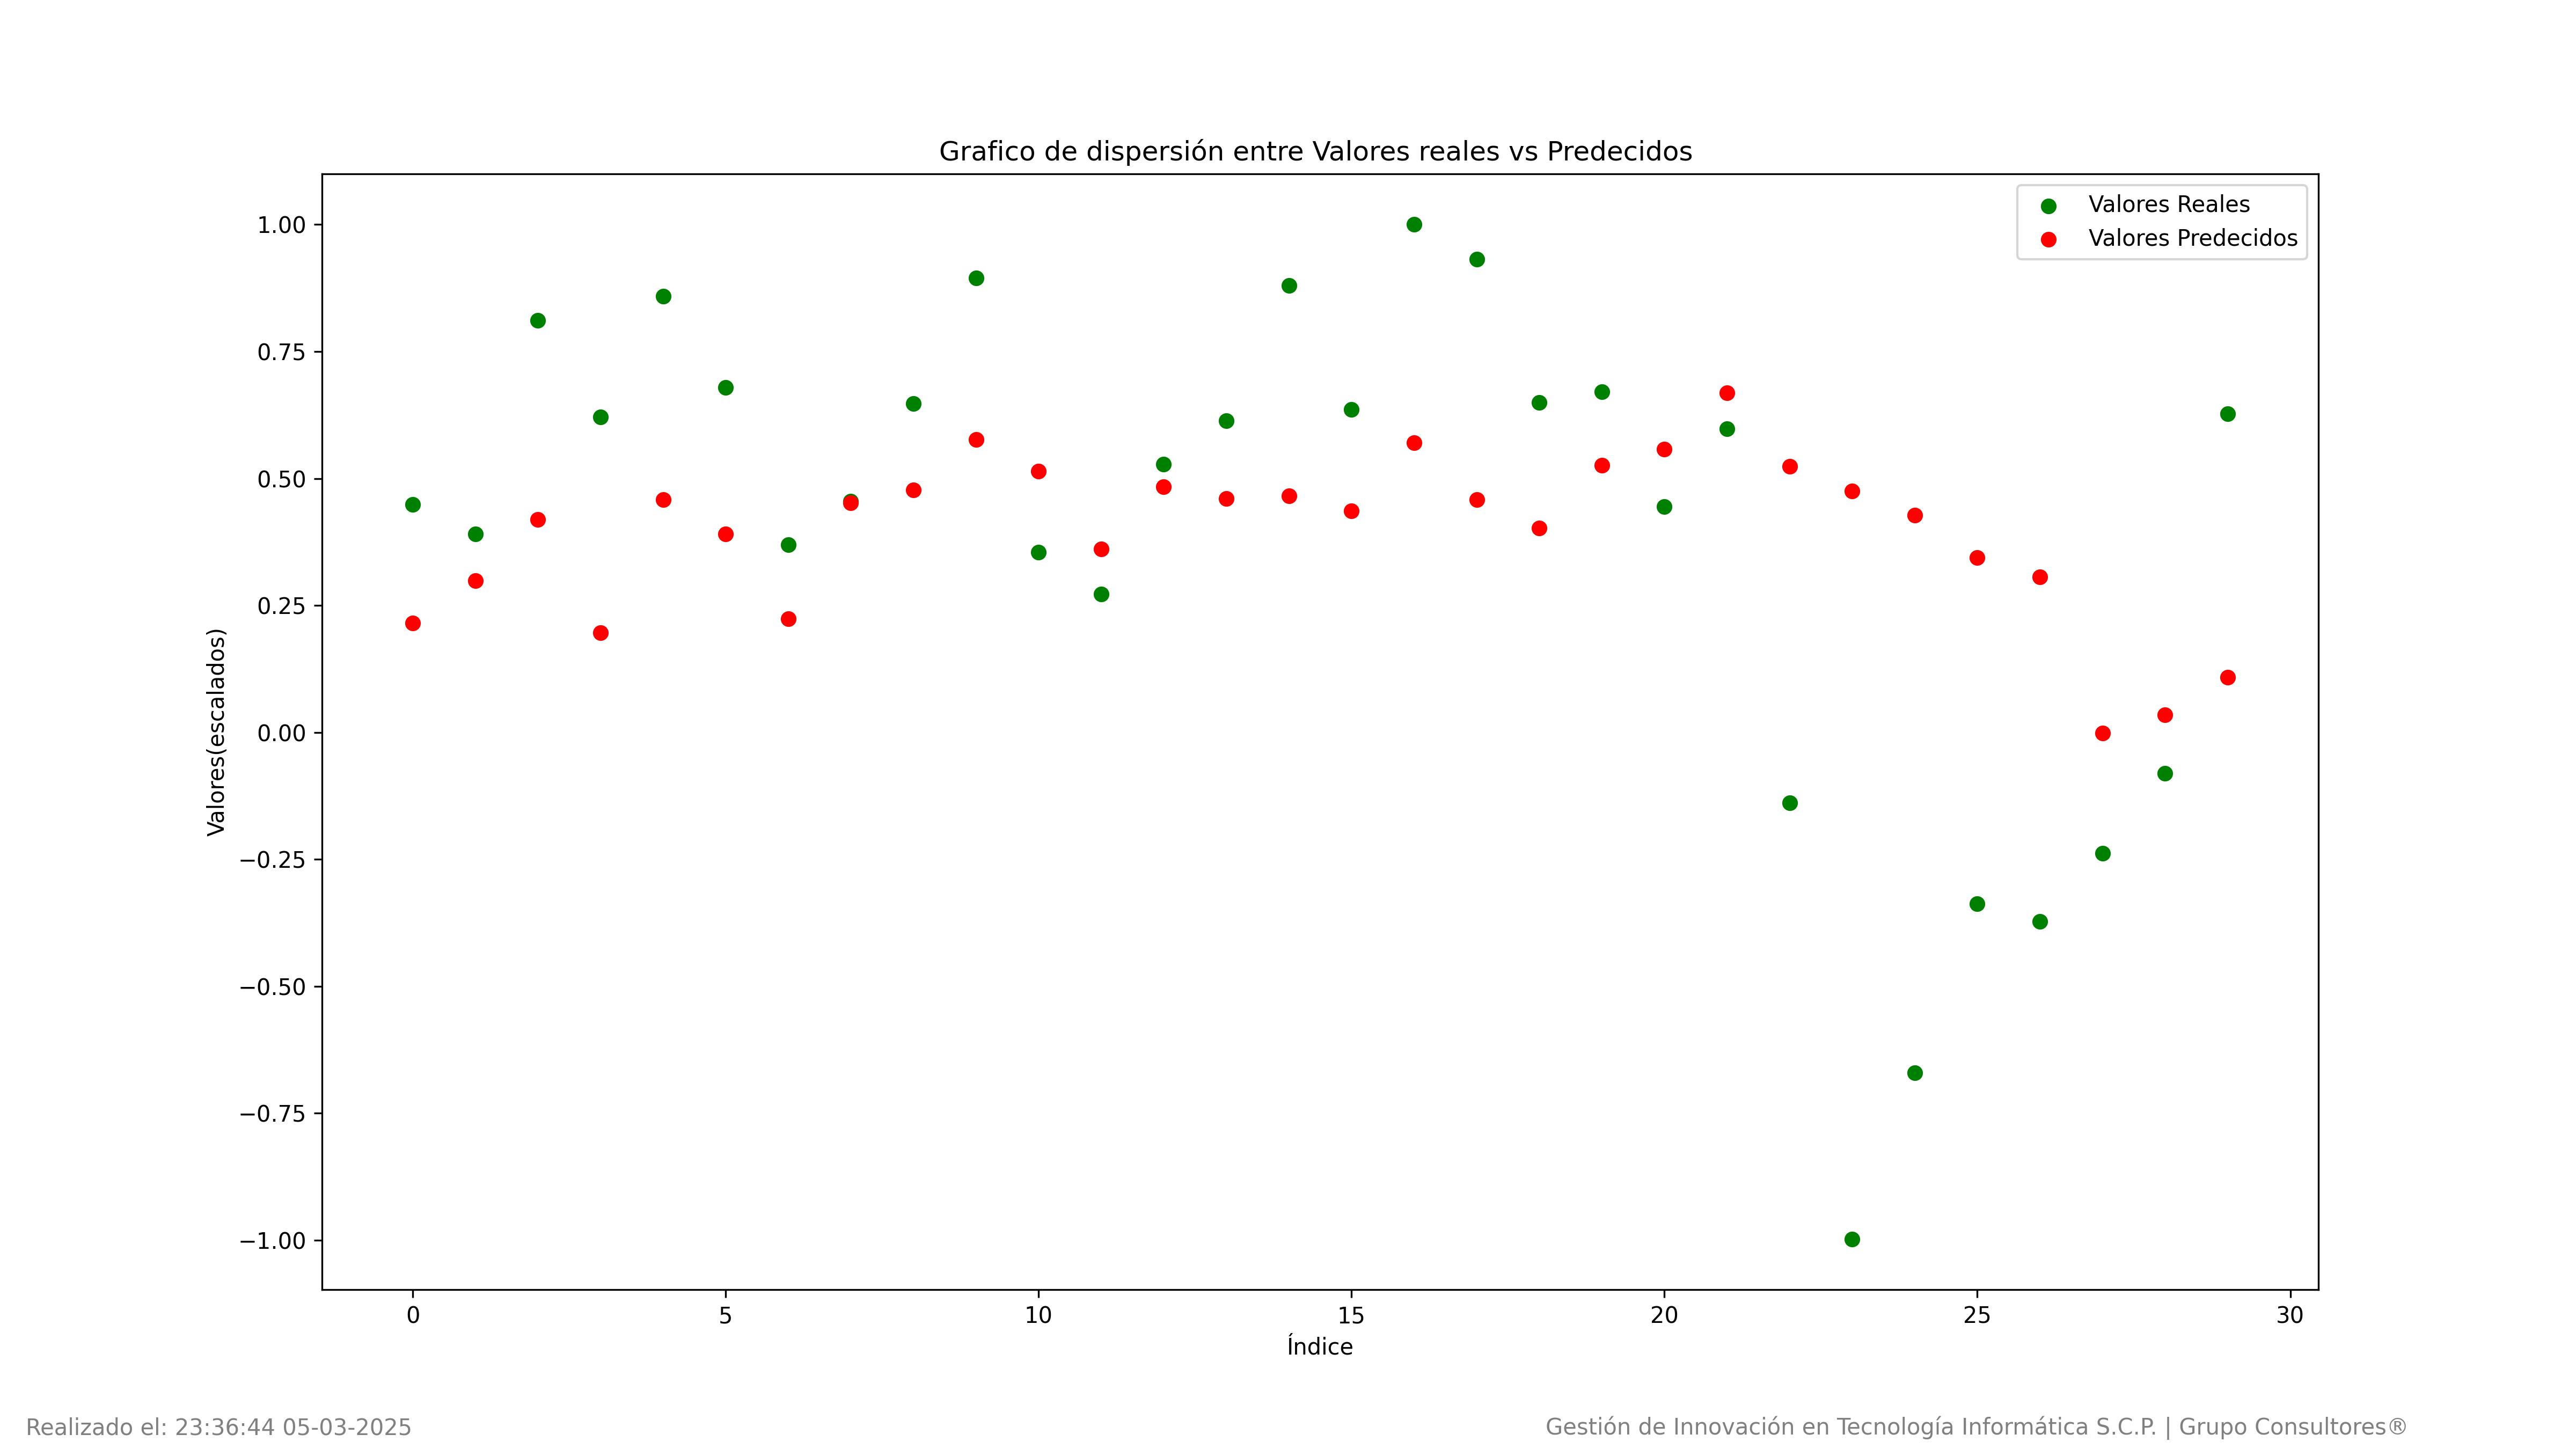 Grafico de dispersión entre Valores reales vs Predecidos
Valores Reales
Valores Predecidos
1.00
0.75
0.50
0.25
0.00
−0.25
−0.50
−0.75
−1.00
Valores(escalados)
0 5 10 15 20 25 30
Índice
Realizado el: 23:36:44 05-03-2025
Gestión de Innovación en Tecnología Informática S.C.P. | Grupo Consultores®